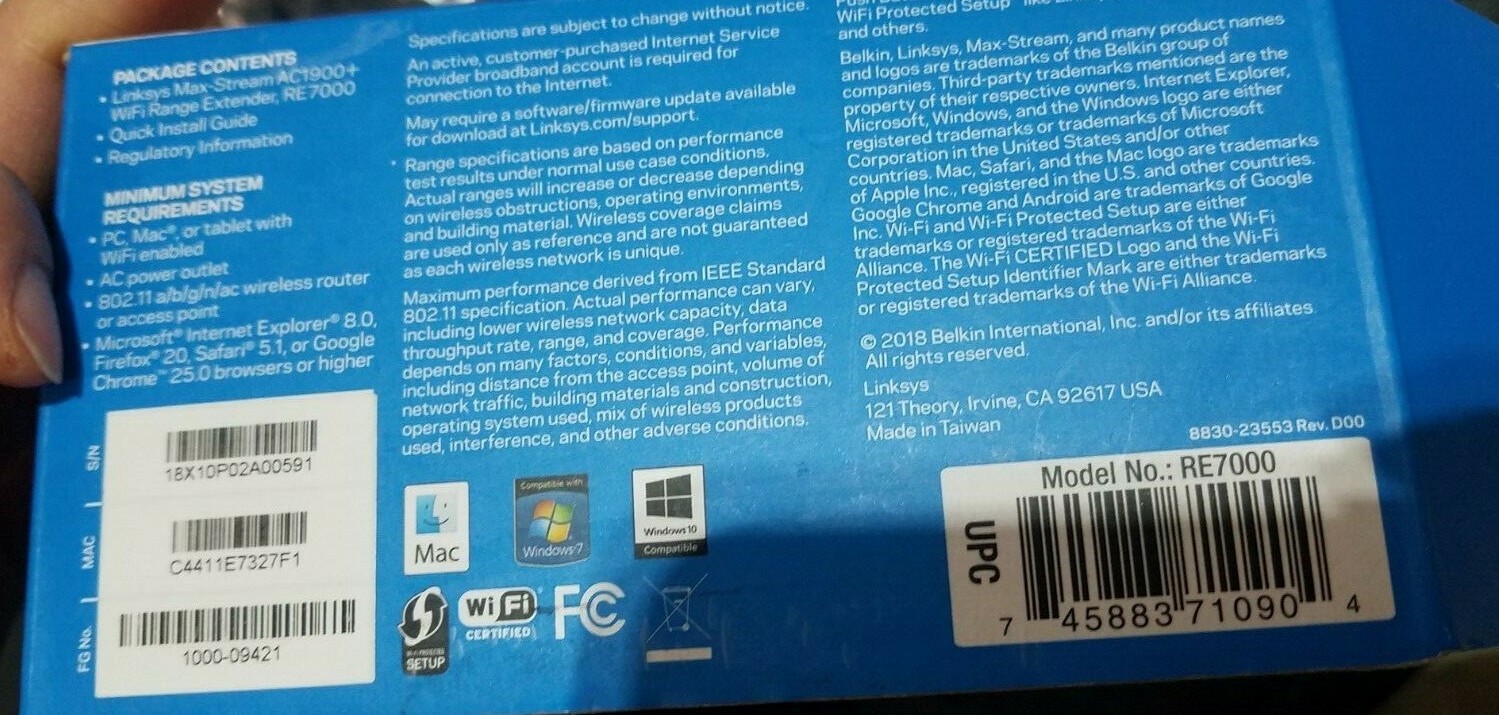 PACKAGE CONTENTS
• Linksys Max-Stream AC1900+
WiFi Range Extender, RE7000
• Quick Install Guide
• Regulatory Information
MINIMUM SYSTEM
REQUIREMENTS
• PC, Mac®, or tablet with
WiFi enabled
• AC power outlet
• 802.11 a/b/g/n/ac wireless router
or access point
• Microsoft® Internet Explorer® 8.0,
Firefox® 20, Safari® 5.1, or Google
Chrome™ 25.0 browsers or higher
S/N
18X10P02A00591
MAC
C4411E7327F1
FG No.
1000-09421
Specifications are subject to change without notice.
An active, customer-purchased Internet Service
Provider broadband account is required for
connection to the Internet.
May require a software/firmware update available
for download at Linksys.com/support.
• Range specifications are based on performance
test results under normal use case conditions.
Actual ranges will increase or decrease depending
on wireless obstructions, operating environments,
and building material. Wireless coverage claims
are used only as reference and are not guaranteed
as each wireless network is unique.
Maximum performance derived from IEEE Standard
802.11 specification. Actual performance can vary,
including lower wireless network capacity, data
throughput rate, range, and coverage. Performance
depends on many factors, conditions, and variables,
including distance from the access point, volume of
network traffic, building materials and construction,
operating system used, mix of wireless products
used, interference, and other adverse conditions.
Mac
Compatible with
Windows 7
Windows 10
Compatible
SETUP
Wi Fi
CERTIFIED
FC
WiFi Protected Setup
and others.
Belkin, Linksys, Max-Stream, and many product names
and logos are trademarks of the Belkin group of
companies. Third-party trademarks mentioned are the
property of their respective owners. Internet Explorer,
Microsoft, Windows, and the Windows logo are either
registered trademarks or trademarks of Microsoft
Corporation in the United States and/or other
countries. Mac, Safari, and the Mac logo are trademarks
of Apple Inc., registered in the U.S. and other countries.
Google Chrome and Android are trademarks of Google
Inc. Wi-Fi and Wi-Fi Protected Setup are either
trademarks or registered trademarks of the Wi-Fi
Alliance. The Wi-Fi CERTIFIED Logo and the Wi-Fi
Protected Setup Identifier Mark are either trademarks
or registered trademarks of the Wi-Fi Alliance.
© 2018 Belkin International, Inc. and/or its affiliates.
All rights reserved.
Linksys
121 Theory, Irvine, CA 92617 USA
Made in Taiwan
8830-23553 Rev. D00
Model No.: RE7000
UPC
7 45883 71090 4